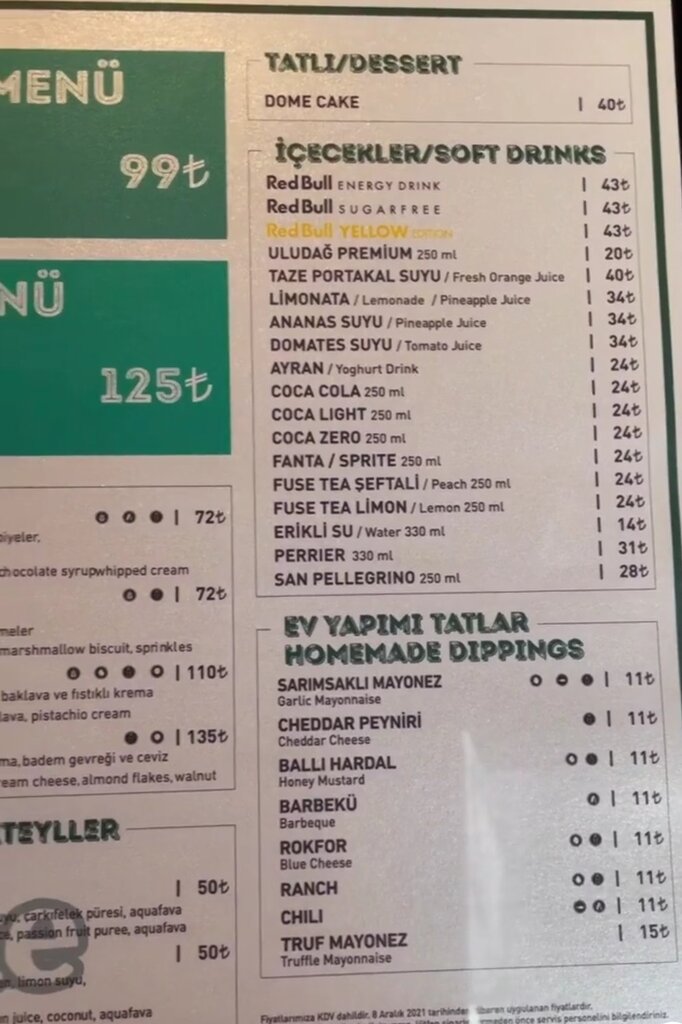 MENÜ
99₺
NÜ
125₺
| 72₺
chocolate syrupwhipped cream
| 72₺
marshmallow biscuit, sprinkles
| 110₺
baklava ve fıstıklı krema
lava, pistachio cream
| 135₺
ma, badem gevreği ve ceviz
eam cheese, almond flakes, walnut
TEYLLER
| 50₺
çarkıfelek püresi, aquafava
passion fruit puree, aquafava
| 50₺
limon suyu,
juice, coconut, aquafava
TATLI/DESSERT
DOME CAKE | 40₺
İÇECEKLER/SOFT DRINKS
Red Bull ENERGY DRINK | 43₺
Red Bull SUGARFREE | 43₺
Red Bull YELLOW EDITION | 43₺
ULUDAĞ PREMİUM 250 ml | 20₺
TAZE PORTAKAL SUYU / Fresh Orange Juice | 40₺
LİMONATA / Lemonade / Pineapple Juice | 34₺
ANANAS SUYU / Pineapple Juice | 34₺
DOMATES SUYU / Tomato Juice | 34₺
AYRAN / Yoghurt Drink | 24₺
COCA COLA 250 ml | 24₺
COCA LIGHT 250 ml | 24₺
COCA ZERO 250 ml | 24₺
FANTA / SPRITE 250 ml | 24₺
FUSE TEA ŞEFTALİ / Peach 250 ml | 24₺
FUSE TEA LİMON / Lemon 250 ml | 24₺
ERİKLİ SU / Water 330 ml | 14₺
PERRIER 330 ml | 31₺
SAN PELLEGRINO 250 ml | 28₺
EV YAPIMI TATLAR
HOMEMADE DIPPINGS
SARIMSAKLI MAYONEZ | 11₺
Garlic Mayonnaise
CHEDDAR PEYNİRİ | 11₺
Cheddar Cheese
BALLI HARDAL | 11₺
Honey Mustard
BARBEKÜ | 11₺
Barbeque
ROKFOR | 11₺
Blue Cheese
RANCH | 11₺
CHILI | 11₺
TRUF MAYONEZ | 15₺
Truffle Mayonnaise
Fiyatlarımıza KDV dahildir. 8 Aralık 2021 tarihinden itibaren uygulanan fiyatlardır.
önce servis personelini bilgilendiriniz.